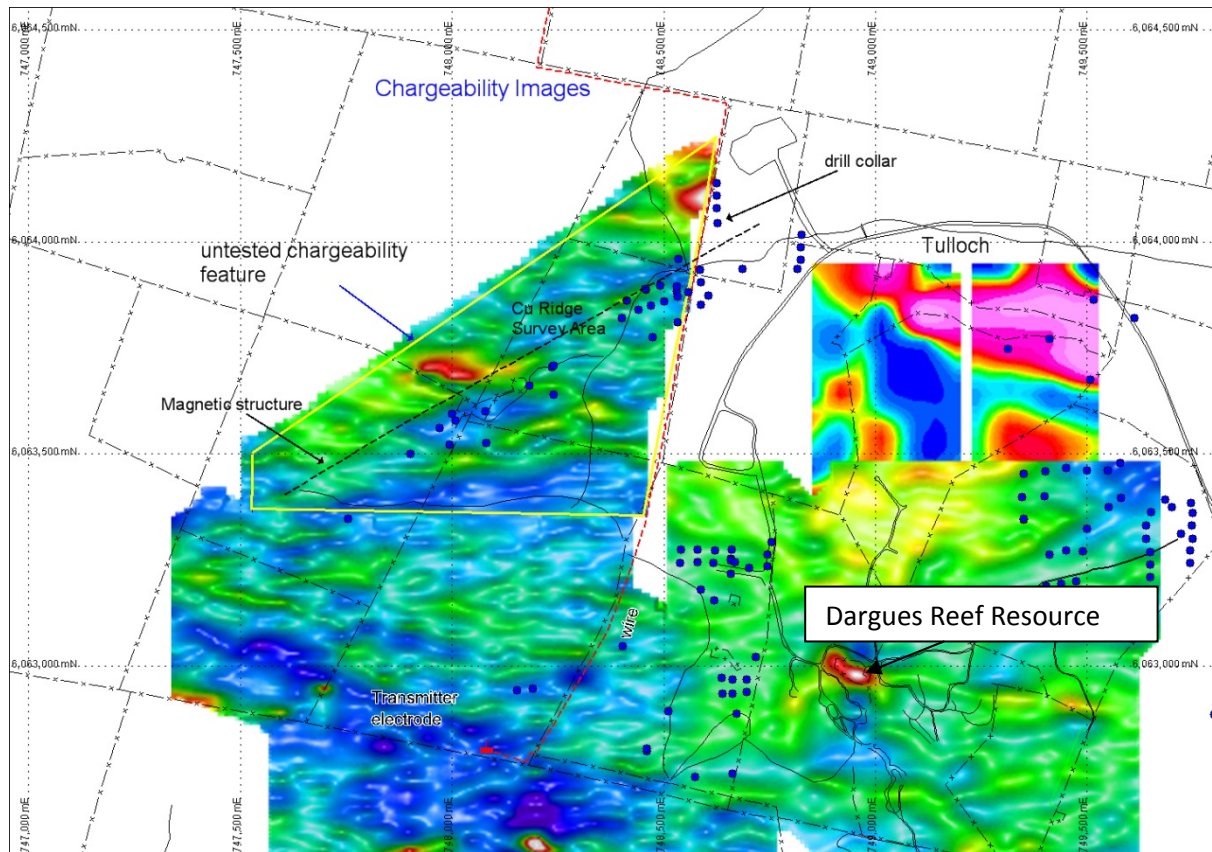 6,064,500 mN
6,064,500 mN
747,000 mE
747,500 mE
748,000 mE
748,500 mE
749,000 mE
749,500 mE
Chargeability Images
drill collar
untested chargeability
feature
6,064,000 mN
Tulloch
6,064,000 mN
Cu Ridge
Survey Area
Magnetic structure
6,063,500 mN
6,063,500 mN
Dargues Reef Resource
wire
6,063,000 mN
6,063,000 mN
Transmitter
electrode
747,000 mE
747,500 mE
748,000 mE
748,500 mE
749,000 mE
749,500 mE